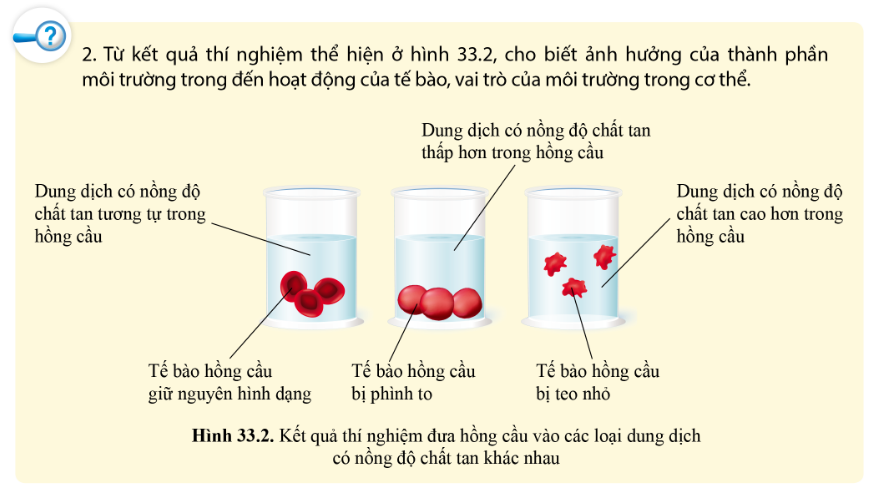 ?
2. Từ kết quả thí nghiệm thể hiện ở hình 33.2, cho biết ảnh hưởng của thành phần
môi trường trong đến hoạt động của tế bào, vai trò của môi trường trong cơ thể.
Dung dịch có nồng độ chất tan
thấp hơn trong hồng cầu
Dung dịch có nồng độ
chất tan tương tự trong
hồng cầu
Dung dịch có nồng độ
chất tan cao hơn trong
hồng cầu
Tế bào hồng cầu
giữ nguyên hình dạng
Tế bào hồng cầu
bị phình to
Tế bào hồng cầu
bị teo nhỏ
Hình 33.2. Kết quả thí nghiệm đưa hồng cầu vào các loại dung dịch
có nồng độ chất tan khác nhau